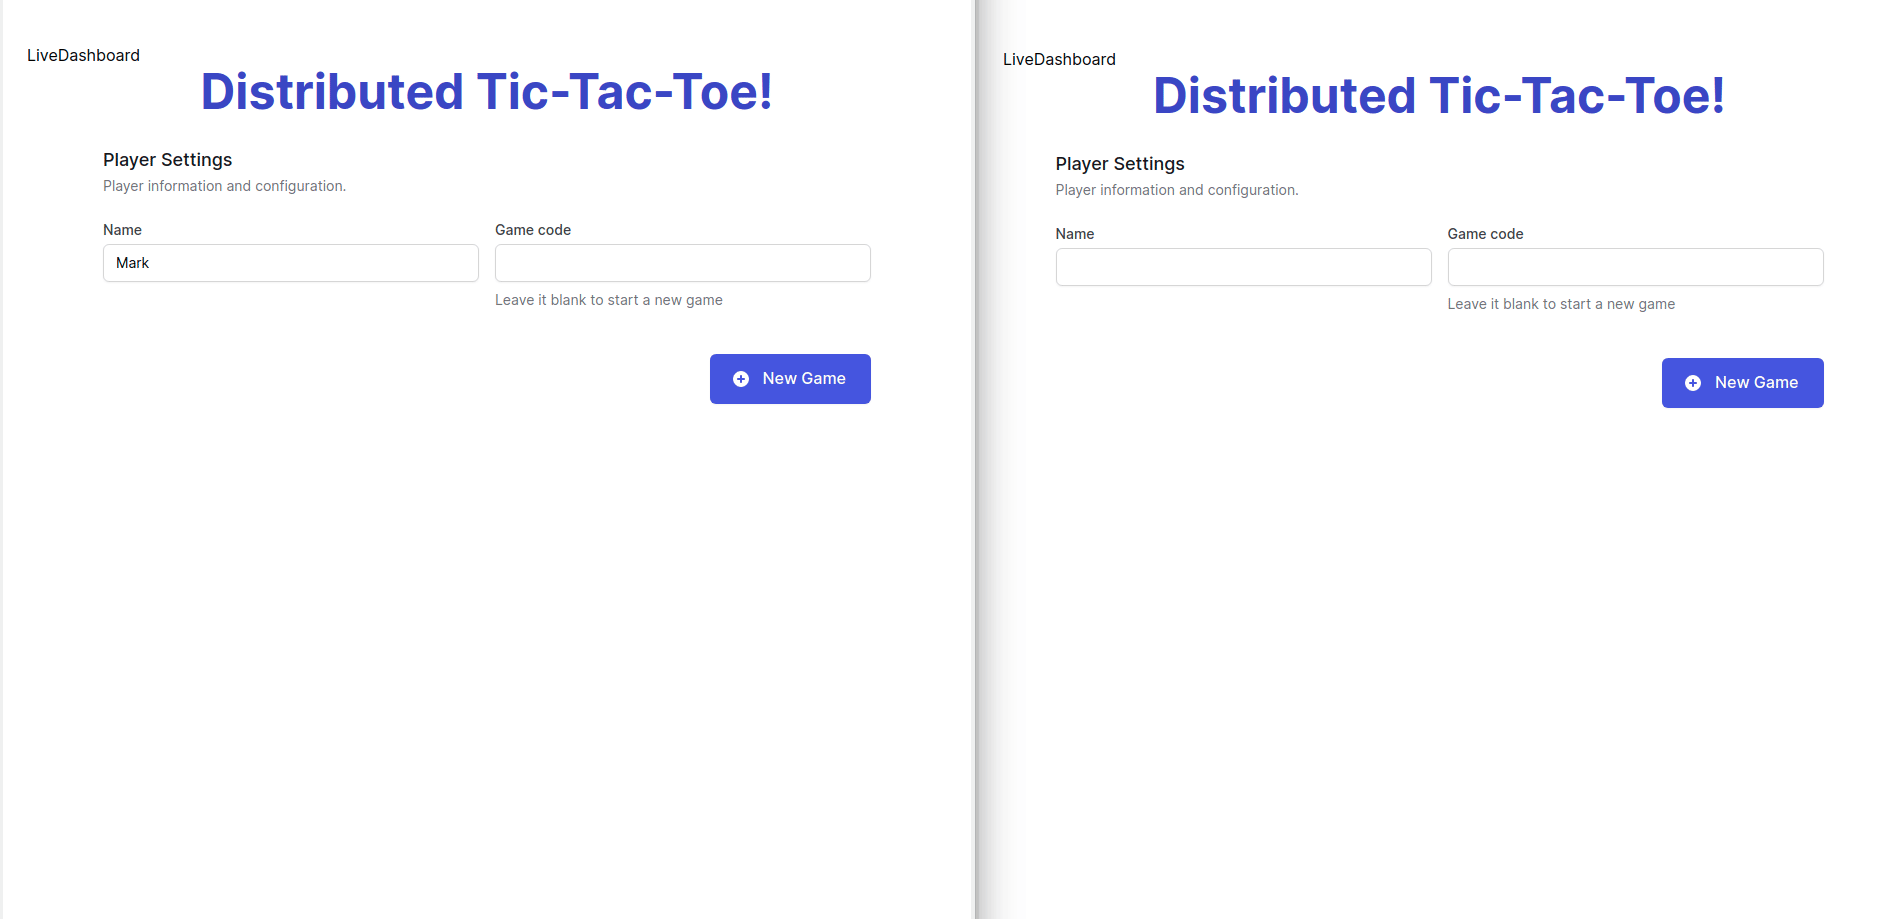 LiveDashboard
Distributed Tic-Tac-Toe!
Player Settings
Player information and configuration.
Name
Game code
Mark
Leave it blank to start a new game
New Game
LiveDashboard
Distributed Tic-Tac-Toe!
Player Settings
Player information and configuration.
Name
Game code
Leave it blank to start a new game
New Game